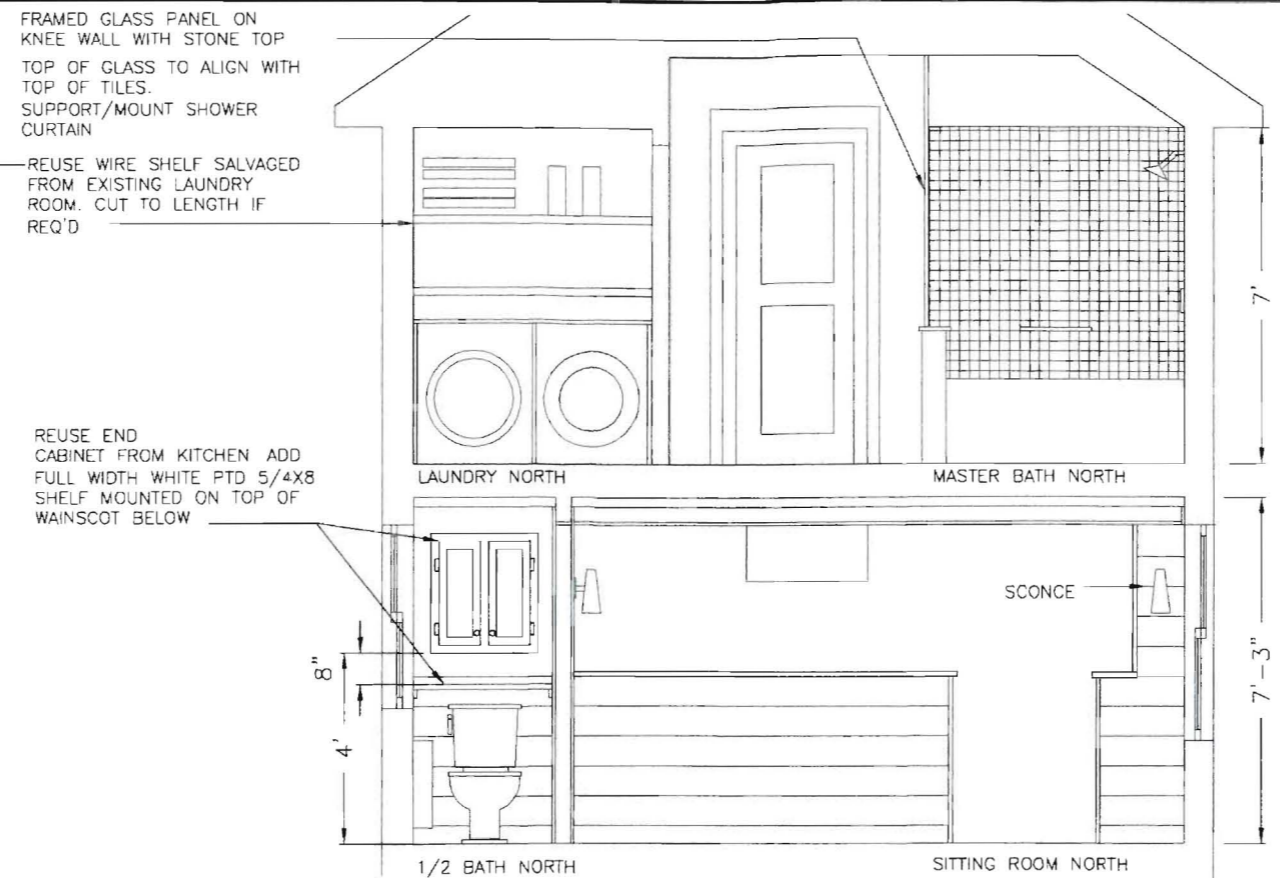 FRAMED GLASS PANEL ON
KNEE WALL WITH STONE TOP
TOP OF GLASS TO ALIGN WITH
TOP OF TILES.
SUPPORT/MOUNT SHOWER
CURTAIN
REUSE WIRE SHELF SALVAGED
FROM EXISTING LAUNDRY
ROOM. CUT TO LENGTH IF
REQ'D
7'
REUSE END
CABINET FROM KITCHEN ADD
FULL WIDTH WHITE PTD 5/4X8
SHELF MOUNTED ON TOP OF
WAINSCOT BELOW
LAUNDRY NORTH
MASTER BATH NORTH
SCONCE
8"
4'
7'-3"
1/2 BATH NORTH
SITTING ROOM NORTH